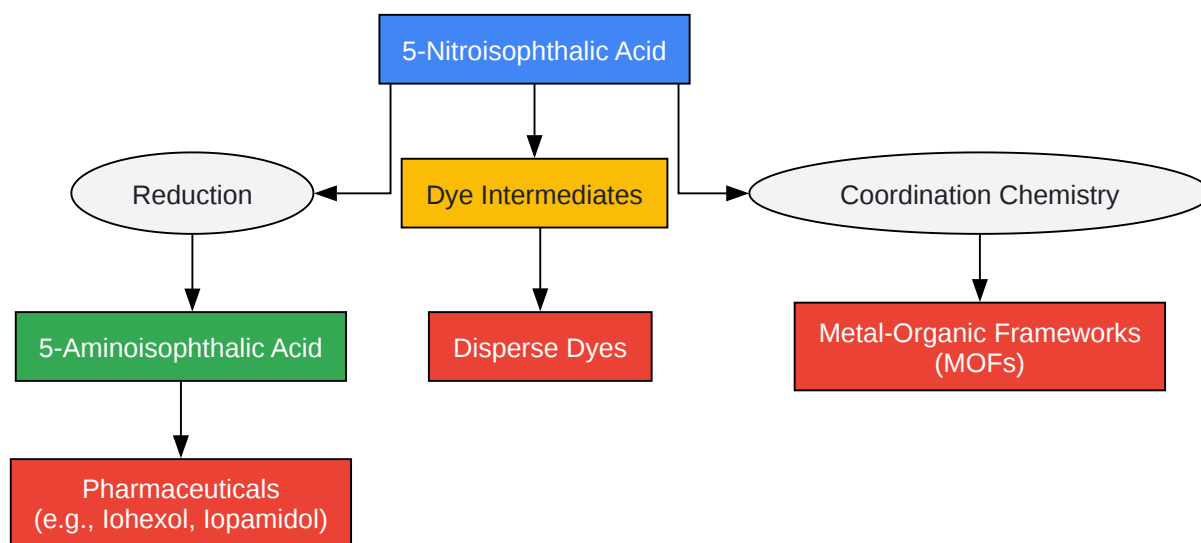 5-Nitroisophthalic Acid
Reduction
Dye Intermediates
Coordination Chemistry
5-Aminoisophthalic Acid
Disperse Dyes
Metal-Organic Frameworks
(MOFs)
Pharmaceuticals
(e.g., Iohexol, Iopamidol)